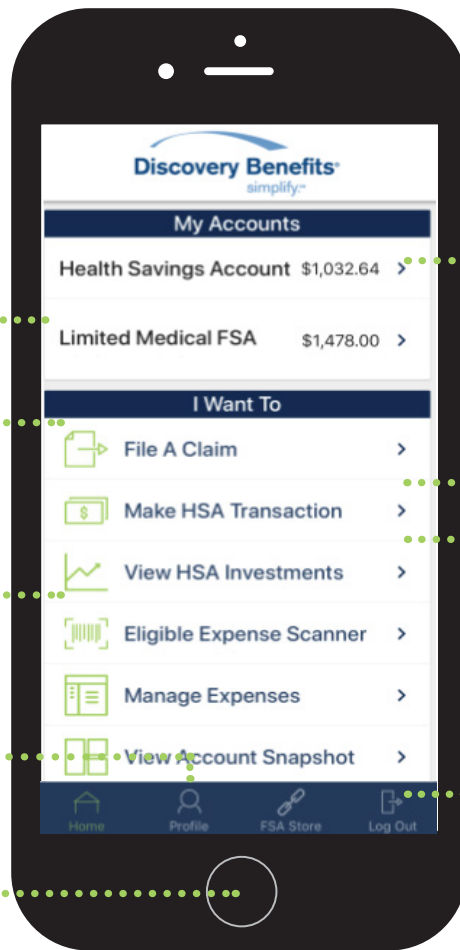 Discovery Benefits®
simplify.℠
My Accounts
Health Savings Account $1,032.64 >
Limited Medical FSA $1,478.00 >
I Want To
File A Claim >
$ Make HSA Transaction >
View HSA Investments >
Eligible Expense Scanner >
Manage Expenses >
View Account Snapshot >
Home Profile FSA Store Log Out